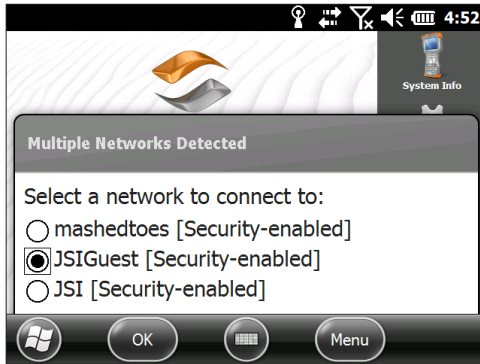 4:52
System Info
Multiple Networks Detected
Select a network to connect to:
mashedtoes [Security-enabled]
JSIGuest [Security-enabled]
JSI [Security-enabled]
OK
Menu